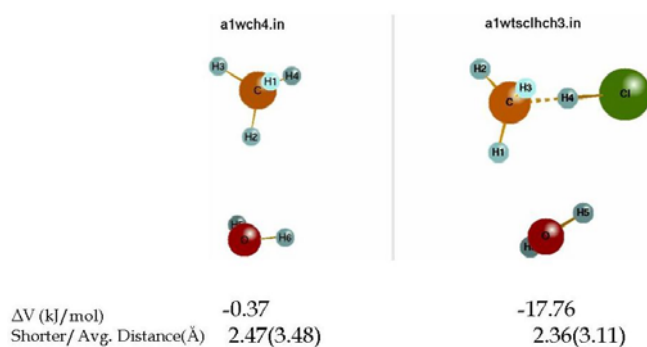 a1wch4.in
a1wtsclhch3.in
H3
H1
H4
C
H2
H6
O
H2
H3
C
H4
Cl
H1
H5
O
H
ΔV (kJ/mol) -0.37 -17.76
Shorter/Avg. Distance(Å) 2.47(3.48) 2.36(3.11)